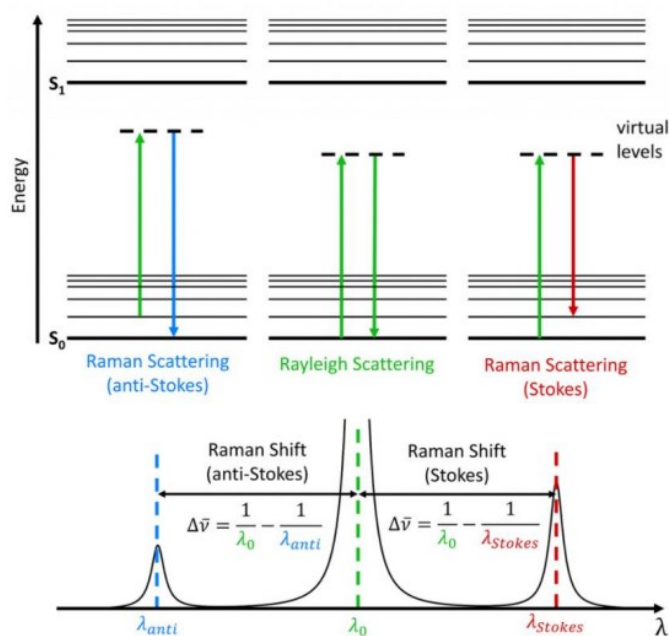 Energy
S₁
S₀
virtual
levels
Raman Scattering
(anti-Stokes)
Rayleigh Scattering
Raman Scattering
(Stokes)
Raman Shift
(anti-Stokes)
Δν̄ = 1/λ₀ − 1/λ_anti
Raman Shift
(Stokes)
Δν̄ = 1/λ₀ − 1/λ_Stokes
λ_anti
λ₀
λ_Stokes
λ